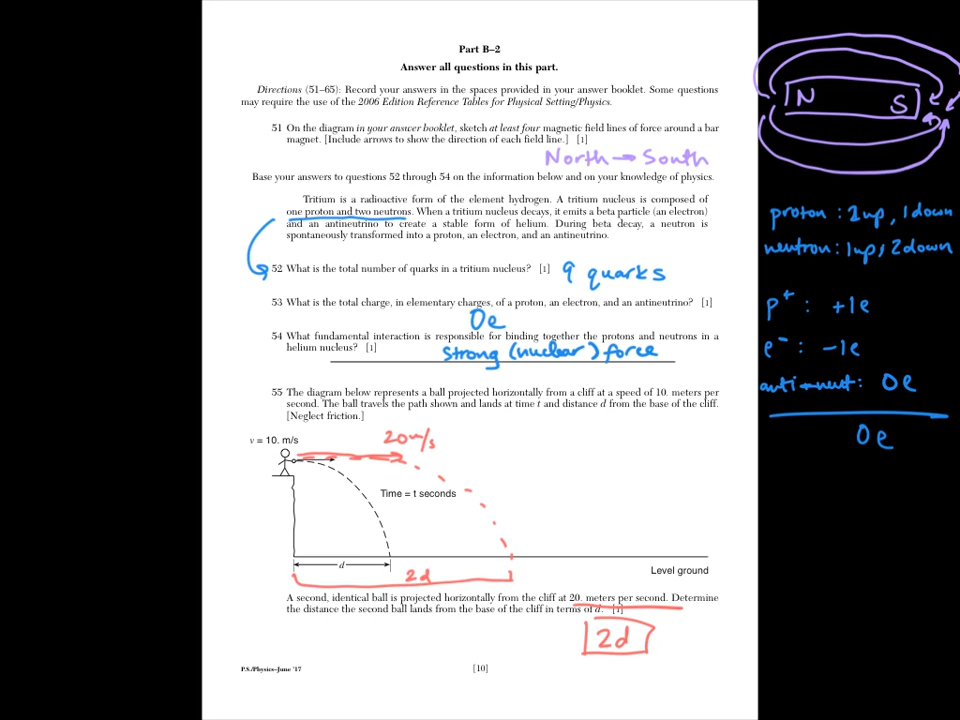 Part B–2
Answer all questions in this part.
Directions (51–65): Record your answers in the spaces provided in your answer booklet. Some questions
may require the use of the 2006 Edition Reference Tables for Physical Setting/Physics.
51 On the diagram in your answer booklet, sketch at least four magnetic field lines of force around a bar
magnet. [Include arrows to show the direction of each field line.] [1]
North → South
N S
Base your answers to questions 52 through 54 on the information below and on your knowledge of physics.
Tritium is a radioactive form of the element hydrogen. A tritium nucleus is composed of
one proton and two neutrons. When a tritium nucleus decays, it emits a beta particle (an electron)
and an antineutrino to create a stable form of helium. During beta decay, a neutron is
spontaneously transformed into a proton, an electron, and an antineutrino.
proton : 2up, 1down
neutron: 1up, 2down
52 What is the total number of quarks in a tritium nucleus? [1] 9 quarks
53 What is the total charge, in elementary charges, of a proton, an electron, and an antineutrino? [1]
0e
p+ : +1e
e- : -1e
anti-neut: 0e
0e
54 What fundamental interaction is responsible for binding together the protons and neutrons in a
helium nucleus? [1] strong (nuclear) force
55 The diagram below represents a ball projected horizontally from a cliff at a speed of 10. meters per
second. The ball travels the path shown and lands at time t and distance d from the base of the cliff.
[Neglect friction.]
v = 10. m/s
20m/s
Time = t seconds
d
2d
Level ground
A second, identical ball is projected horizontally from the cliff at 20. meters per second. Determine
the distance the second ball lands from the base of the cliff in terms of d. [1]
2d
P.S./Physics–June '17
[10]